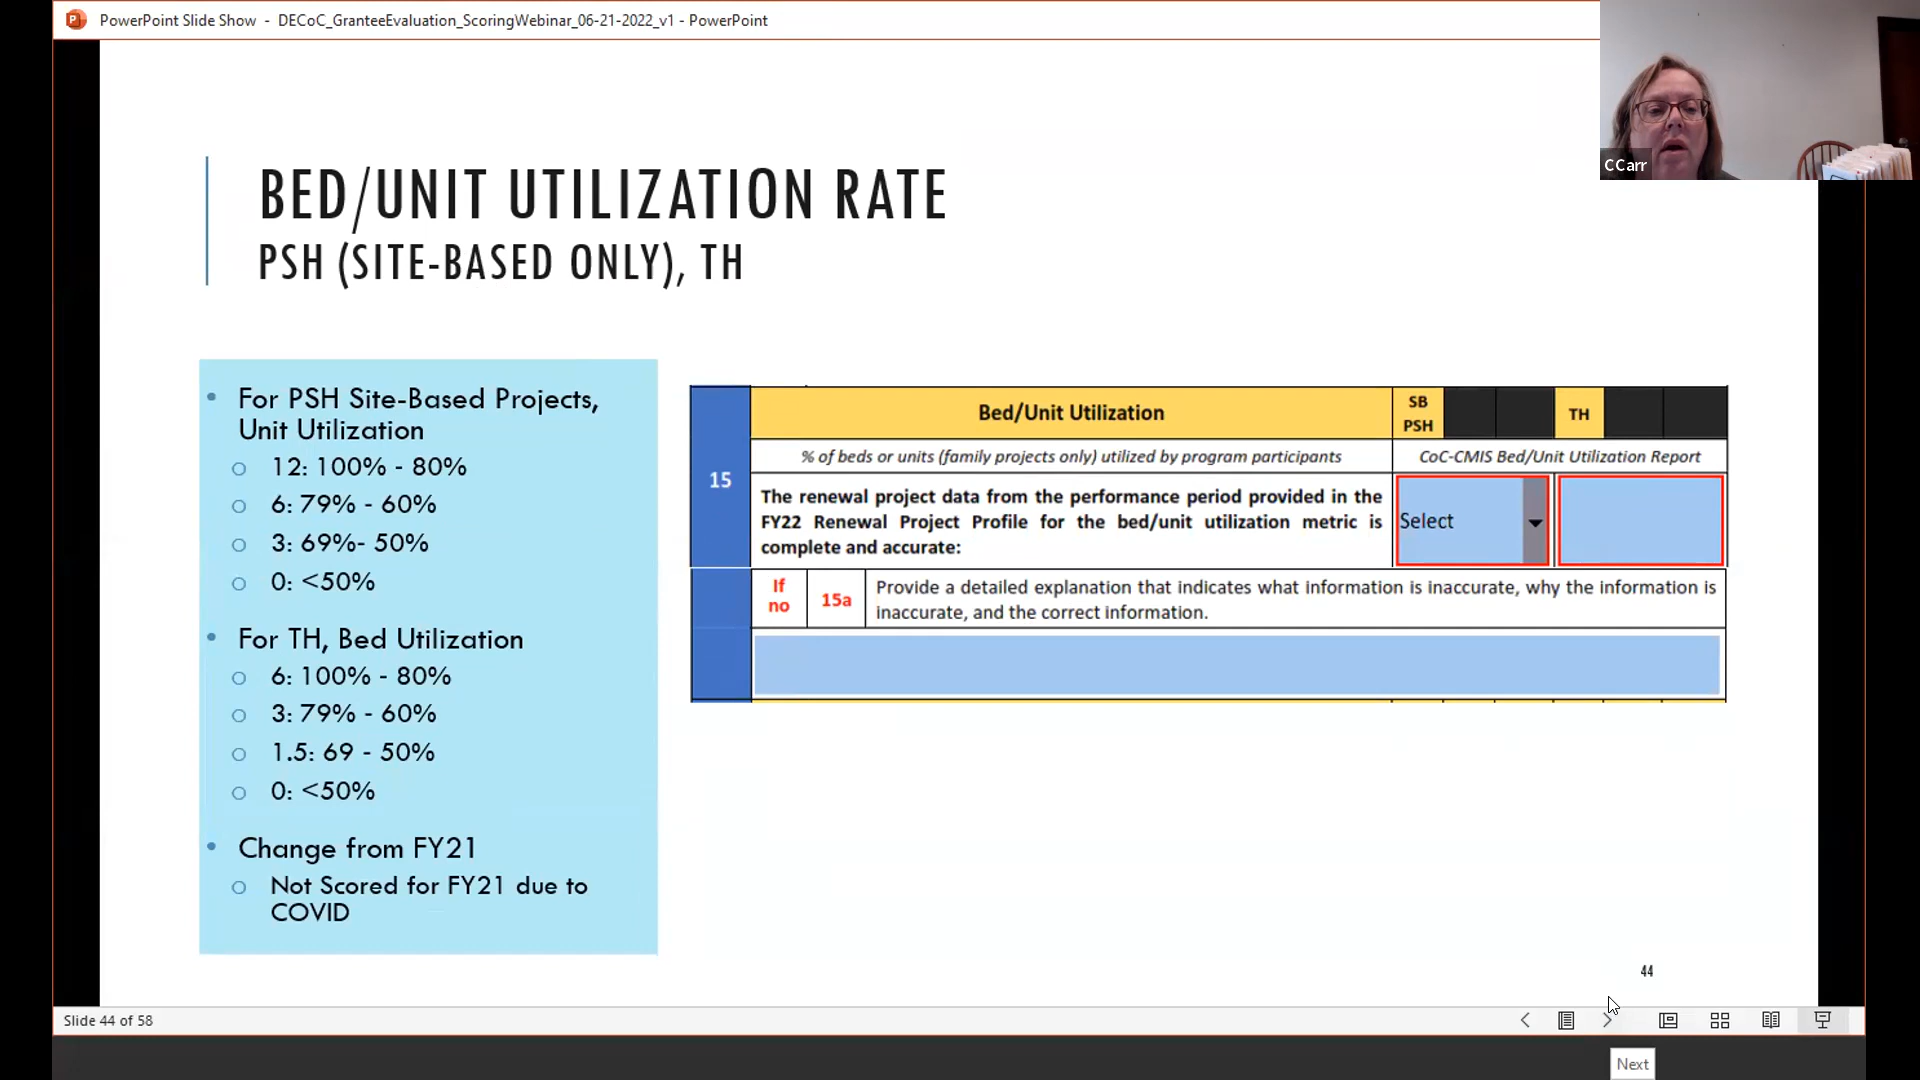 PowerPoint Slide Show - DECoC_GranteeEvaluation_ScoringWebinar_06-21-2022_v1 - PowerPoint
CCarr
BED/UNIT UTILIZATION RATE
PSH (SITE-BASED ONLY), TH
• For PSH Site-Based Projects,
Unit Utilization
o 12: 100% - 80%
o 6: 79% - 60%
o 3: 69%- 50%
o 0: <50%
• For TH, Bed Utilization
o 6: 100% - 80%
o 3: 79% - 60%
o 1.5: 69 - 50%
o 0: <50%
• Change from FY21
o Not Scored for FY21 due to
COVID
15
Bed/Unit Utilization
SB
PSH
TH
% of beds or units (family projects only) utilized by program participants
CoC-CMIS Bed/Unit Utilization Report
The renewal project data from the performance period provided in the
FY22 Renewal Project Profile for the bed/unit utilization metric is
complete and accurate:
Select
If
no
15a
Provide a detailed explanation that indicates what information is inaccurate, why the information is
inaccurate, and the correct information.
44
Slide 44 of 58
Next